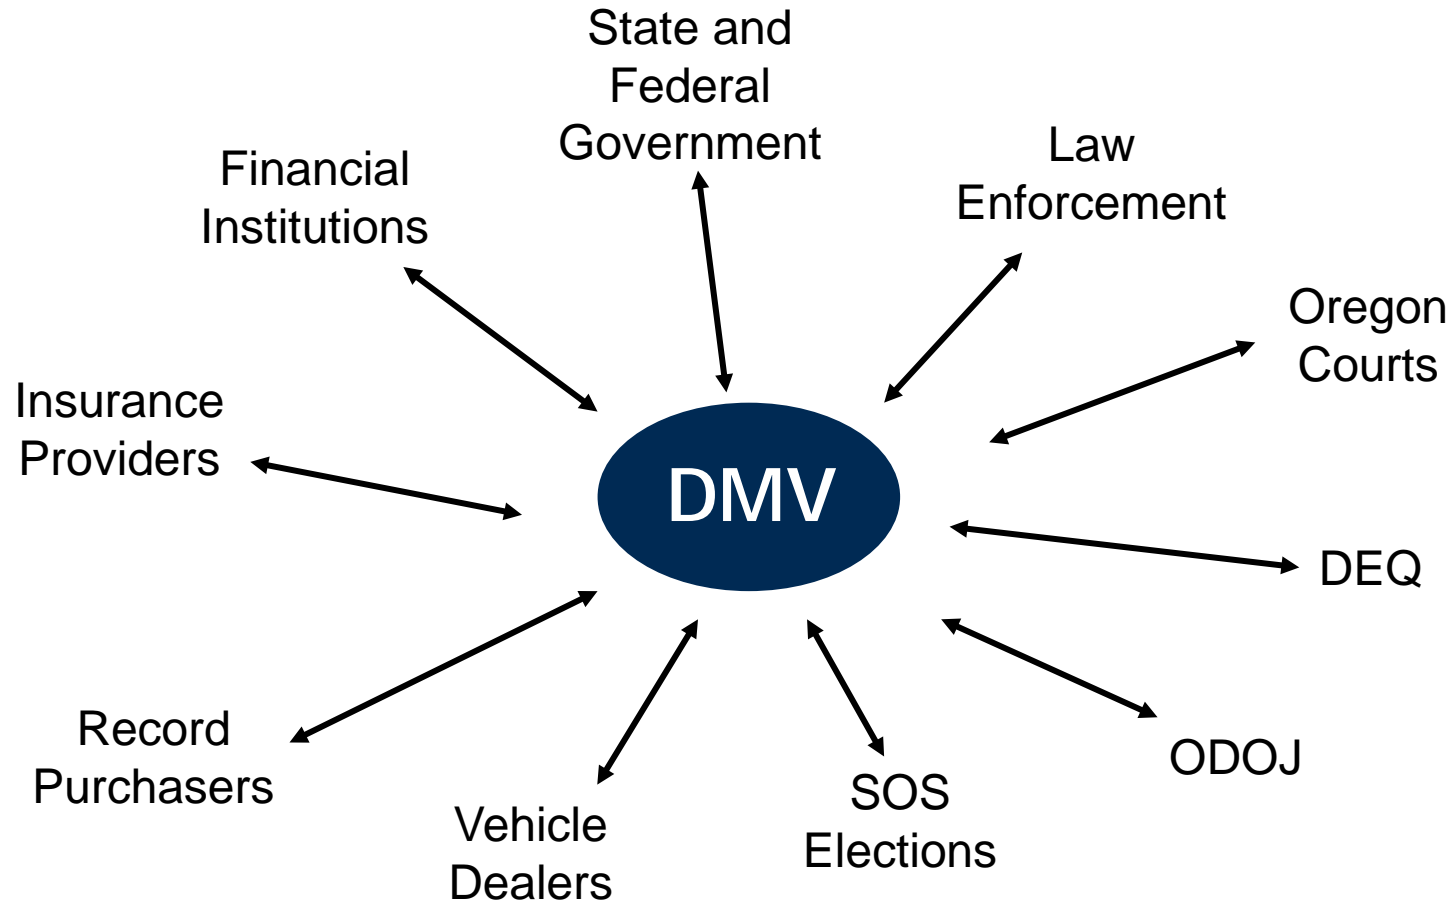 State and
Federal
Government
Law
Enforcement
Financial
Institutions
Oregon
Courts
Insurance
Providers
DMV
DEQ
Record
Purchasers
ODOJ
SOS
Elections
Vehicle
Dealers